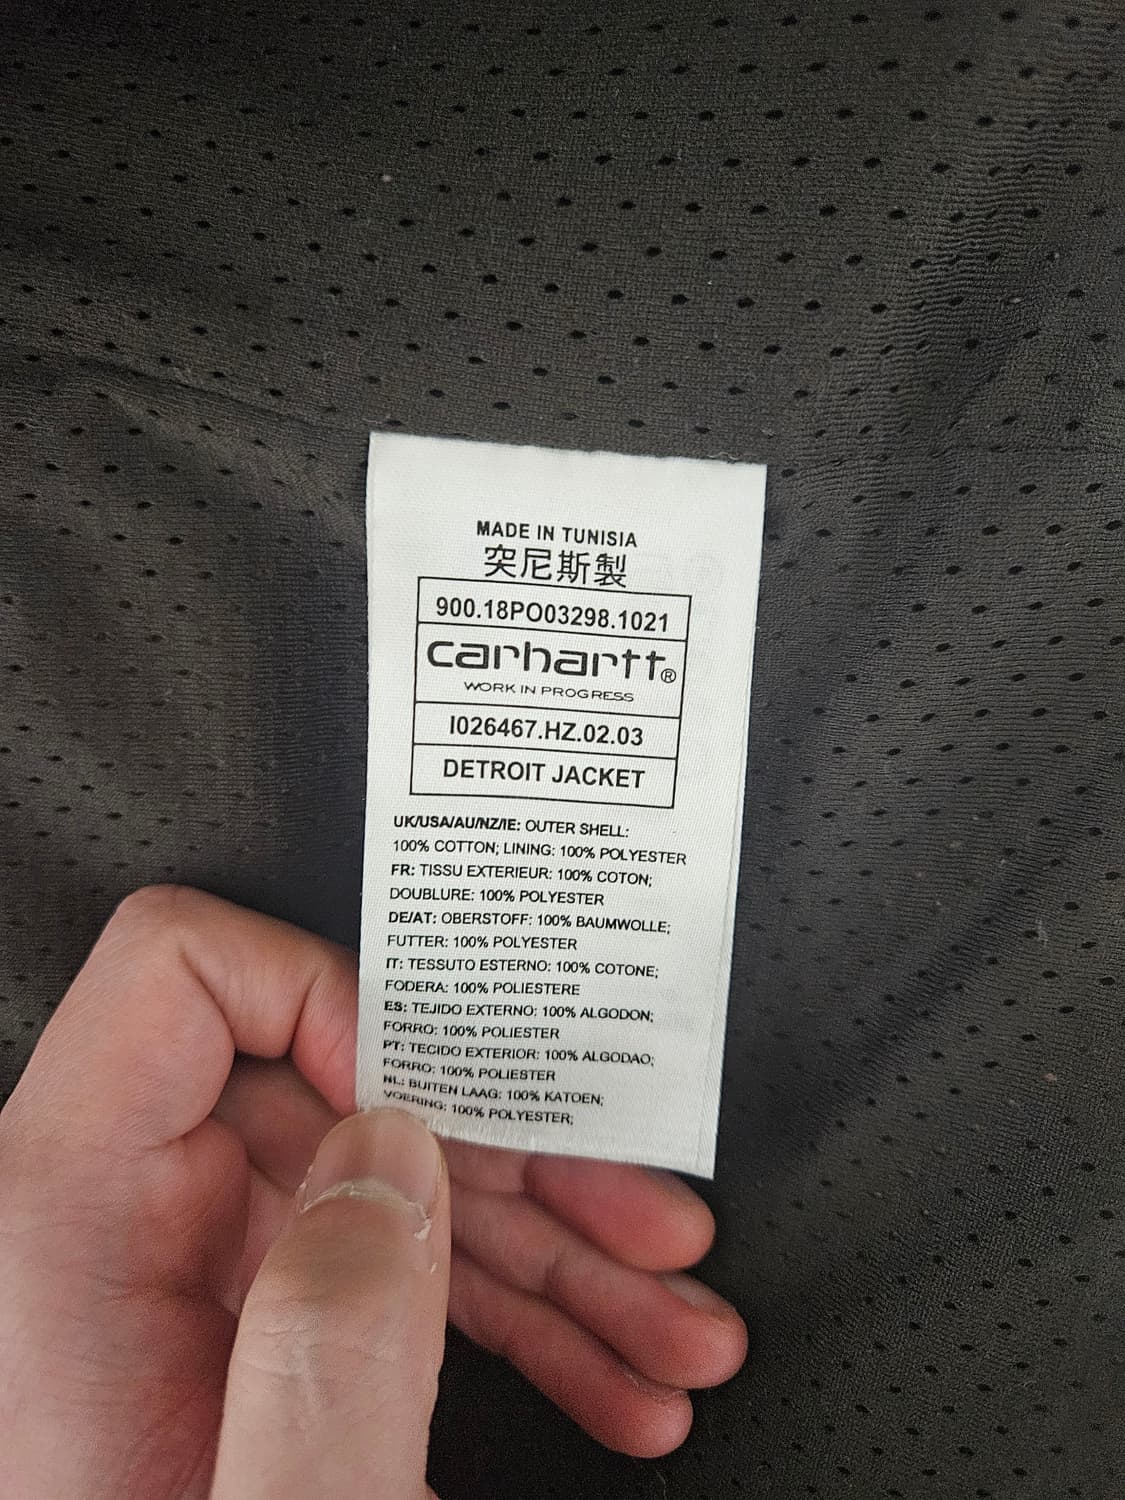 MADE IN TUNISIA
突尼斯製
900.18PO03298.1021
carhartt®
WORK IN PROGRESS
I026467.HZ.02.03
DETROIT JACKET
UK/USA/AU/NZ/IE: OUTER SHELL:
100% COTTON; LINING: 100% POLYESTER
FR: TISSU EXTERIEUR: 100% COTON;
DOUBLURE: 100% POLYESTER
DE/AT: OBERSTOFF: 100% BAUMWOLLE;
FUTTER: 100% POLYESTER
IT: TESSUTO ESTERNO: 100% COTONE;
FODERA: 100% POLIESTERE
ES: TEJIDO EXTERNO: 100% ALGODON;
FORRO: 100% POLIESTER
PT: TECIDO EXTERIOR: 100% ALGODAO;
FORRO: 100% POLIESTER
NL: BUITEN LAAG: 100% KATOEN;
VOERING: 100% POLYESTER;